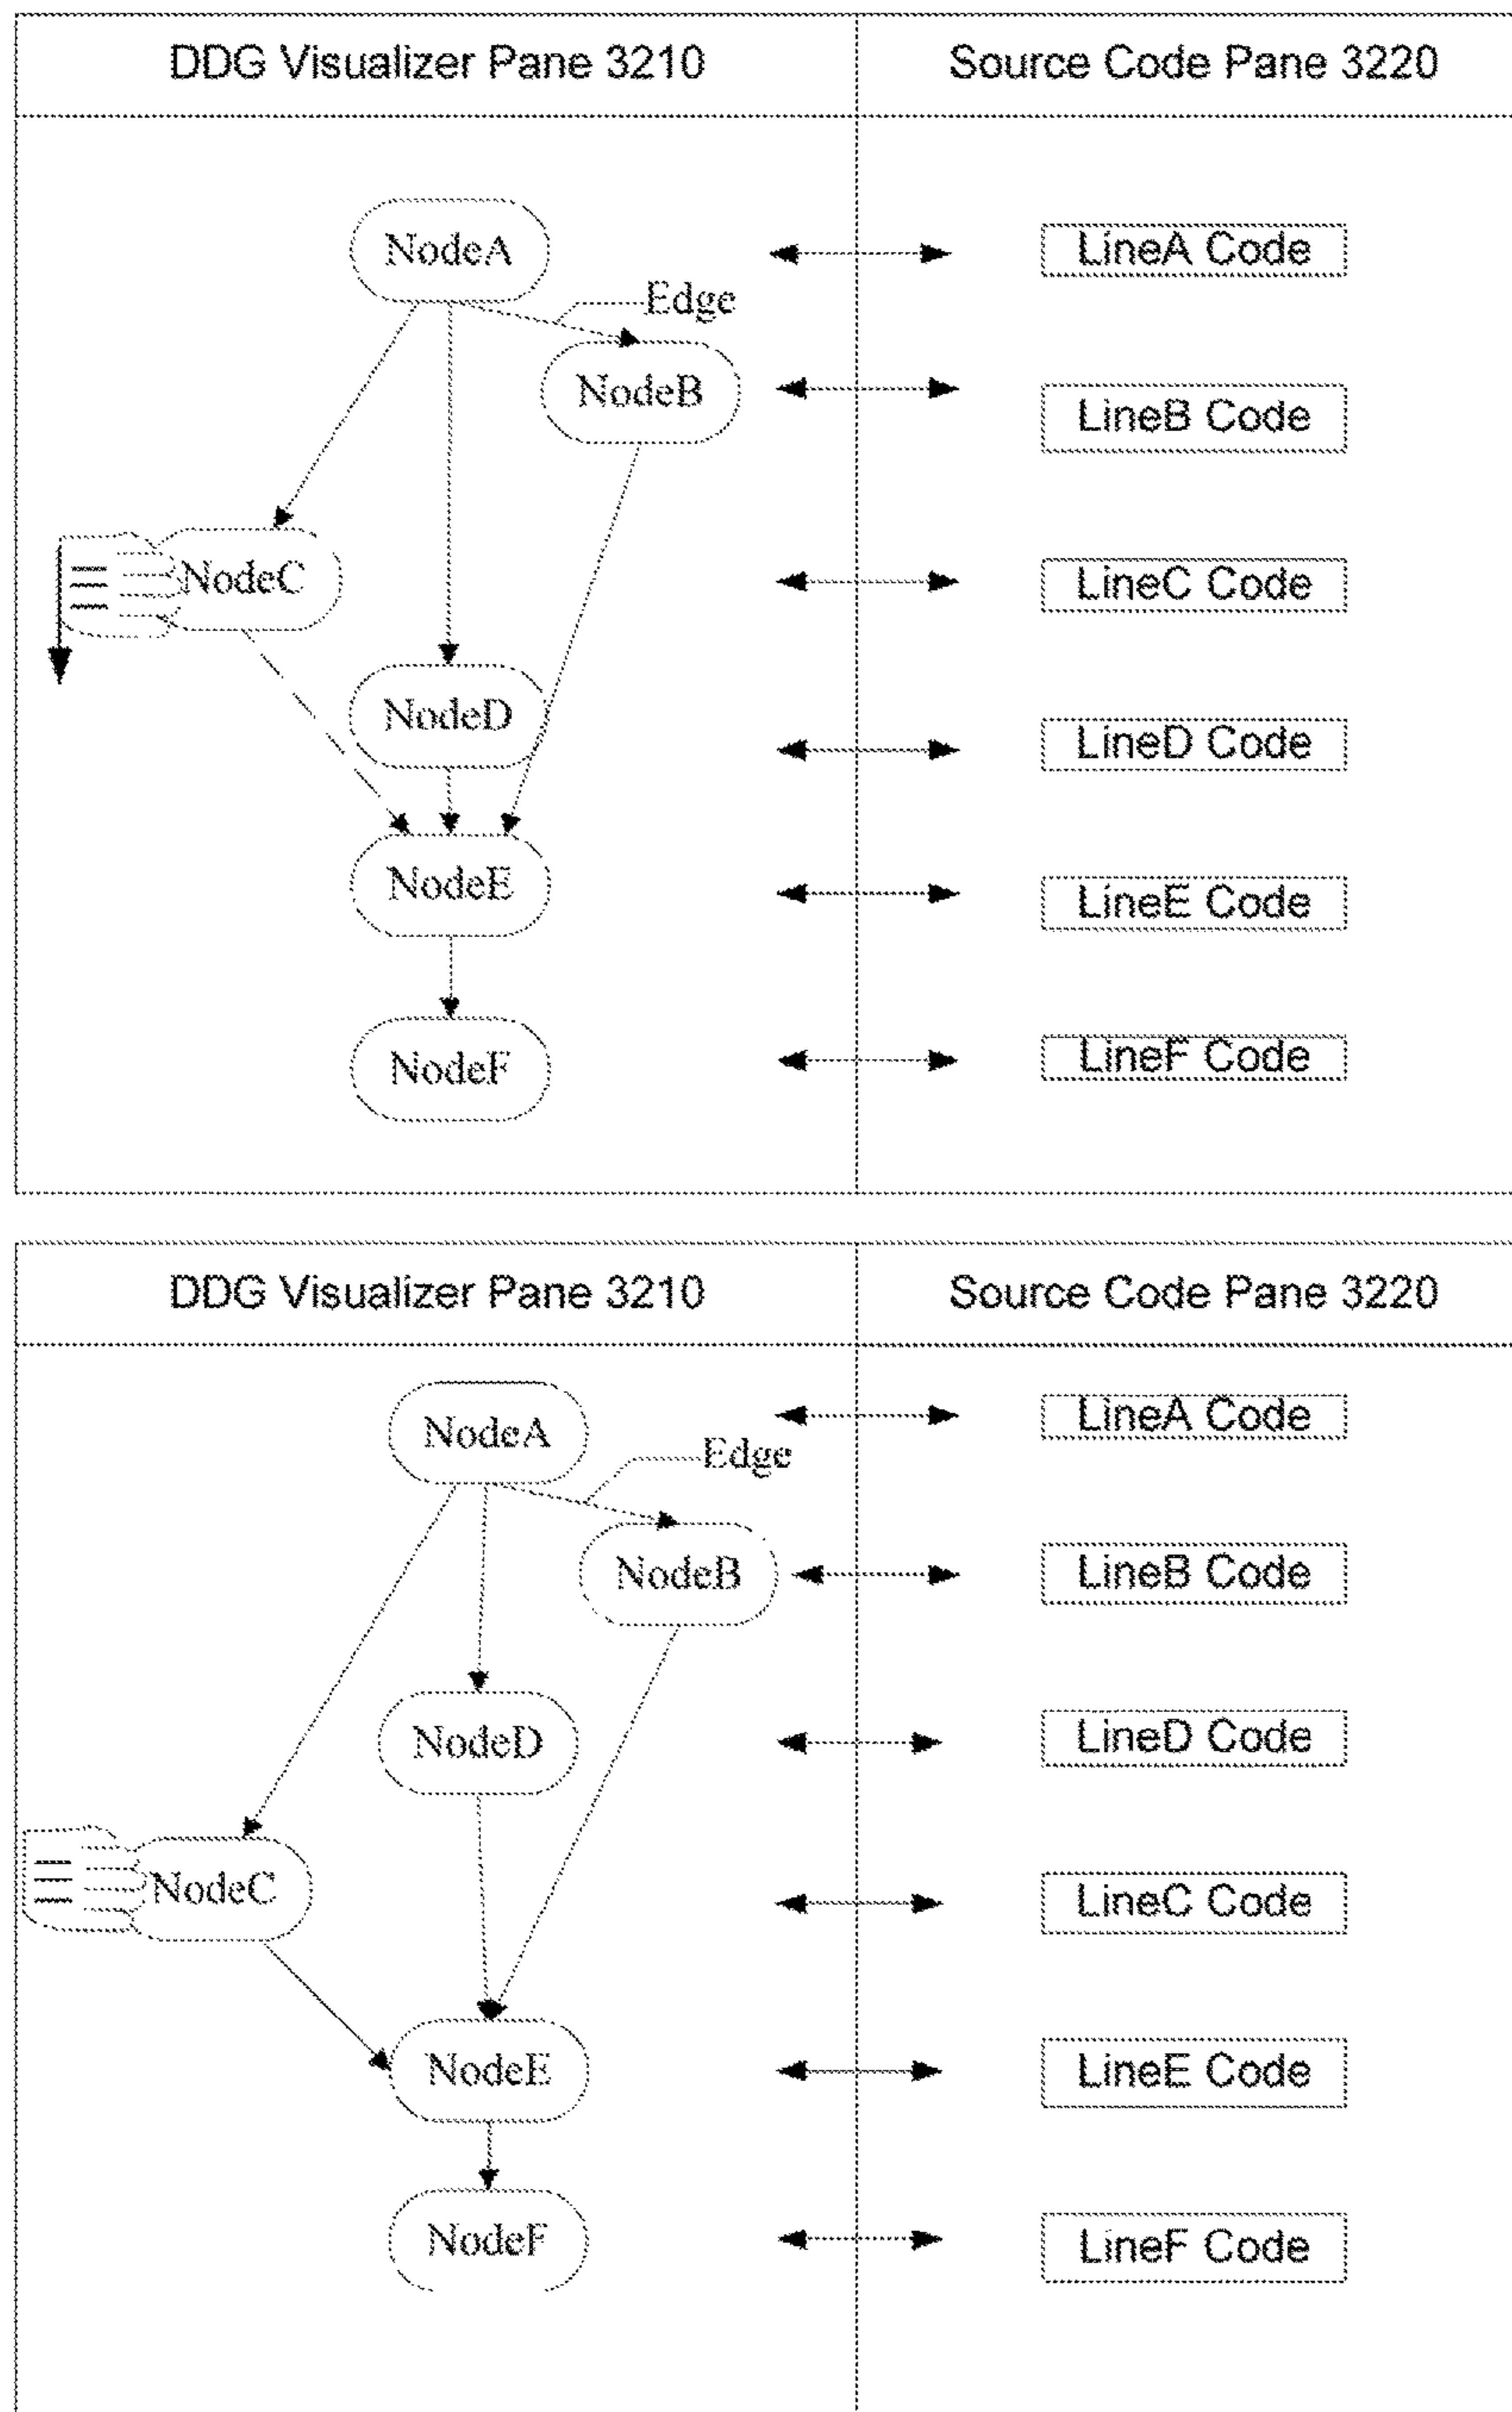 DDG Visualizer Pane 3210 Source Code Pane 3220
NodeA LineA Code
Edge
NodeB LineB Code
NodeC LineC Code
NodeD LineD Code
NodeE LineE Code
NodeF LineF Code
DDG Visualizer Pane 3210 Source Code Pane 3220
NodeA LineA Code
Edge
NodeB LineB Code
NodeD LineD Code
NodeC LineC Code
NodeE LineE Code
NodeF LineF Code